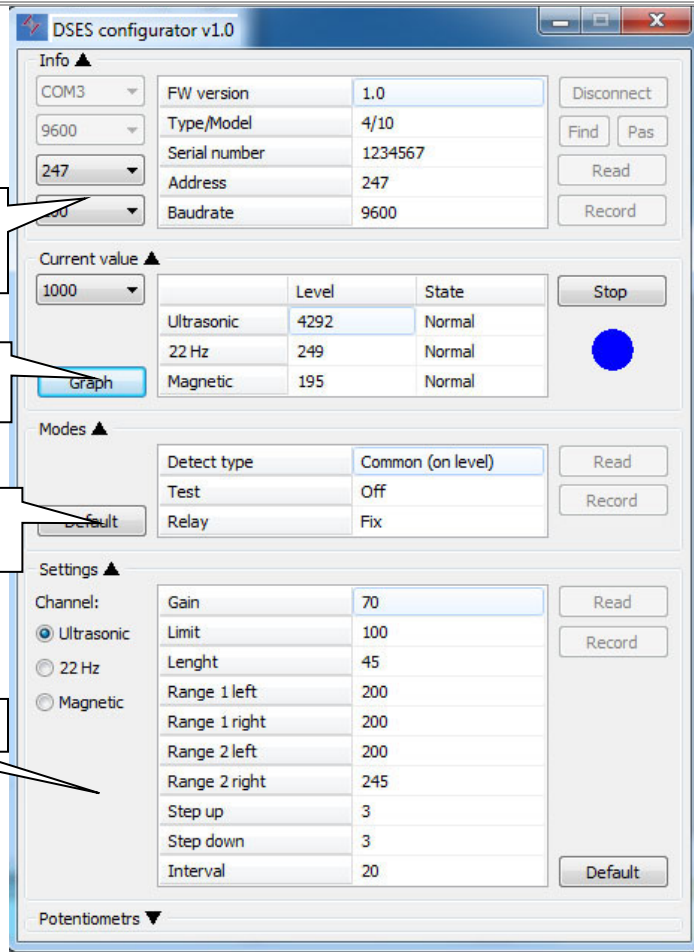 DSES configurator v1.0
Info ▲
COM3 FW version 1.0 Disconnect
9600 Type/Model 4/10 Find Pas
Serial number 1234567
247 Address 247 Read
Baudrate 9600 Record
Current value ▲
1000 Level State Stop
Ultrasonic 4292 Normal
22 Hz 249 Normal
Graph Magnetic 195 Normal
Modes ▲
Detect type Common (on level) Read
Test Off Record
Default Relay Fix
Settings ▲
Channel: Gain 70 Read
Ultrasonic Limit 100 Record
22 Hz Lenght 45
Magnetic Range 1 left 200
Range 1 right 200
Range 2 left 200
Range 2 right 245
Step up 3
Step down 3
Interval 20 Default
Potentiometrs ▼